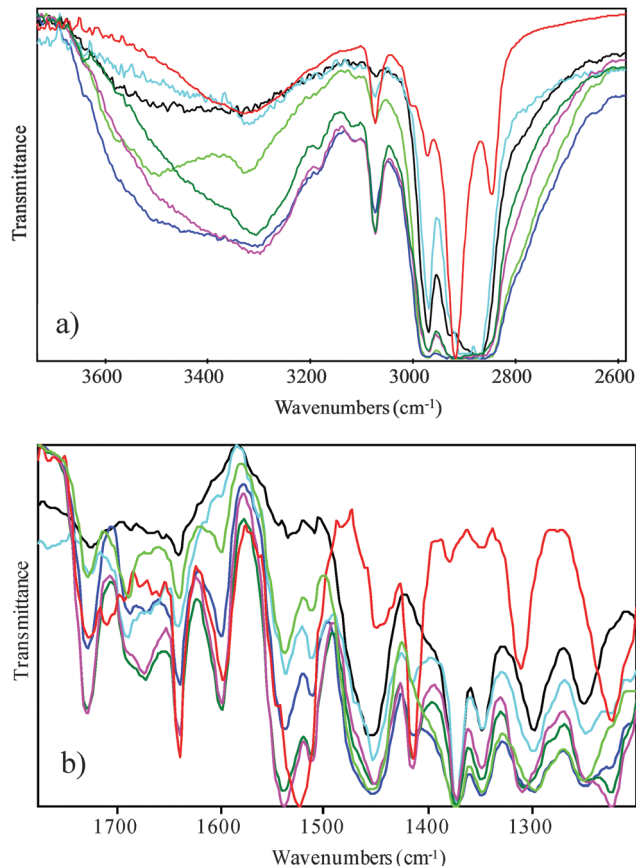 Transmittance
a)
3600 3400 3200 3000 2800 2600
Wavenumbers (cm⁻¹)
Transmittance
b)
1700 1600 1500 1400 1300
Wavenumbers (cm⁻¹)